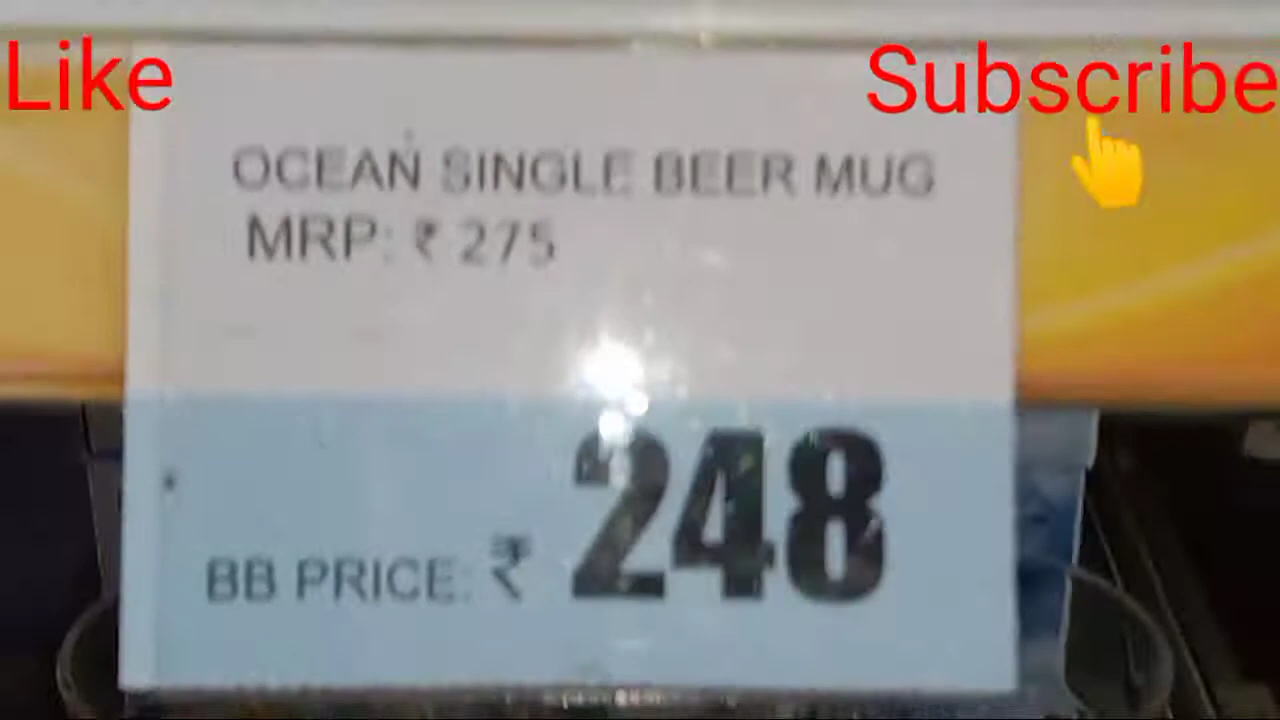 Like
Subscribe
OCEAN SINGLE BEER MUG
MRP: ₹ 275
BB PRICE: ₹ 248